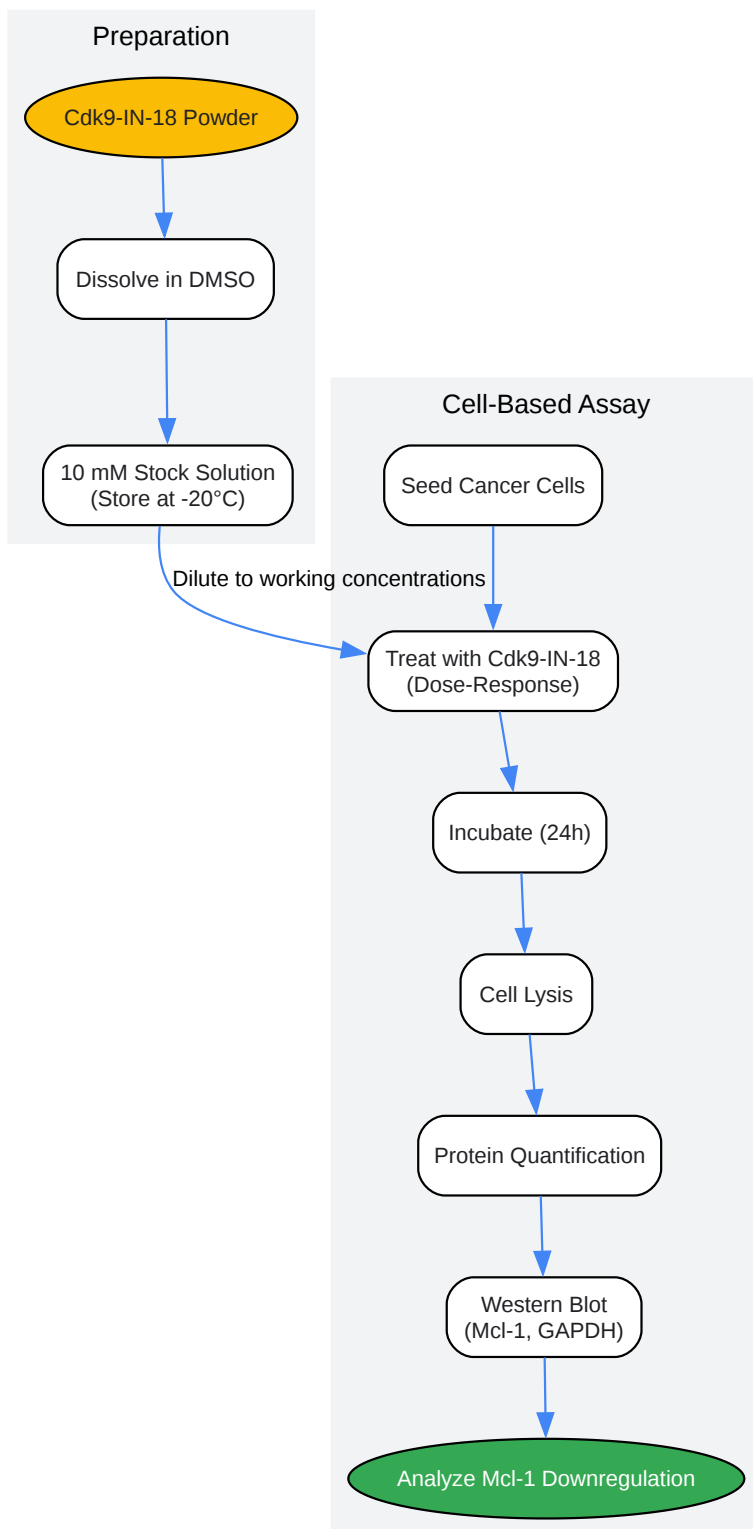 Preparation
Cdk9-IN-18 Powder
Dissolve in DMSO
10 mM Stock Solution
(Store at -20°C)
Dilute to working concentrations
Cell-Based Assay
Seed Cancer Cells
Treat with Cdk9-IN-18
(Dose-Response)
Incubate (24h)
Cell Lysis
Protein Quantification
Western Blot
(Mcl-1, GAPDH)
Analyze Mcl-1 Downregulation